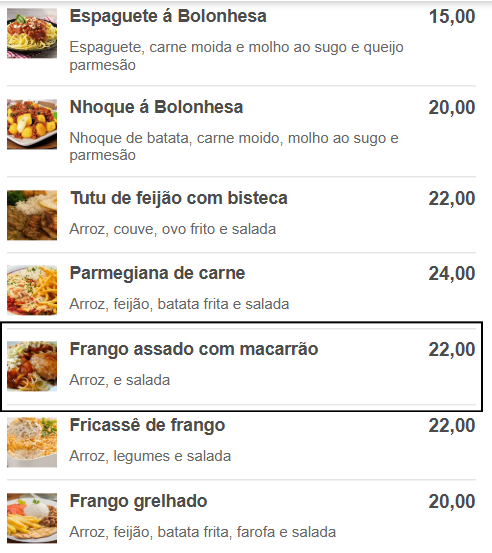 Espaguete á Bolonhesa 15,00
Espaguete, carne moida e molho ao sugo e queijo
parmesão
Nhoque á Bolonhesa 20,00
Nhoque de batata, carne moido, molho ao sugo e
parmesão
Tutu de feijão com bisteca 22,00
Arroz, couve, ovo frito e salada
Parmegiana de carne 24,00
Arroz, feijão, batata frita e salada
Frango assado com macarrão 22,00
Arroz, e salada
Fricassê de frango 22,00
Arroz, legumes e salada
Frango grelhado 20,00
Arroz, feijão, batata frita, farofa e salada